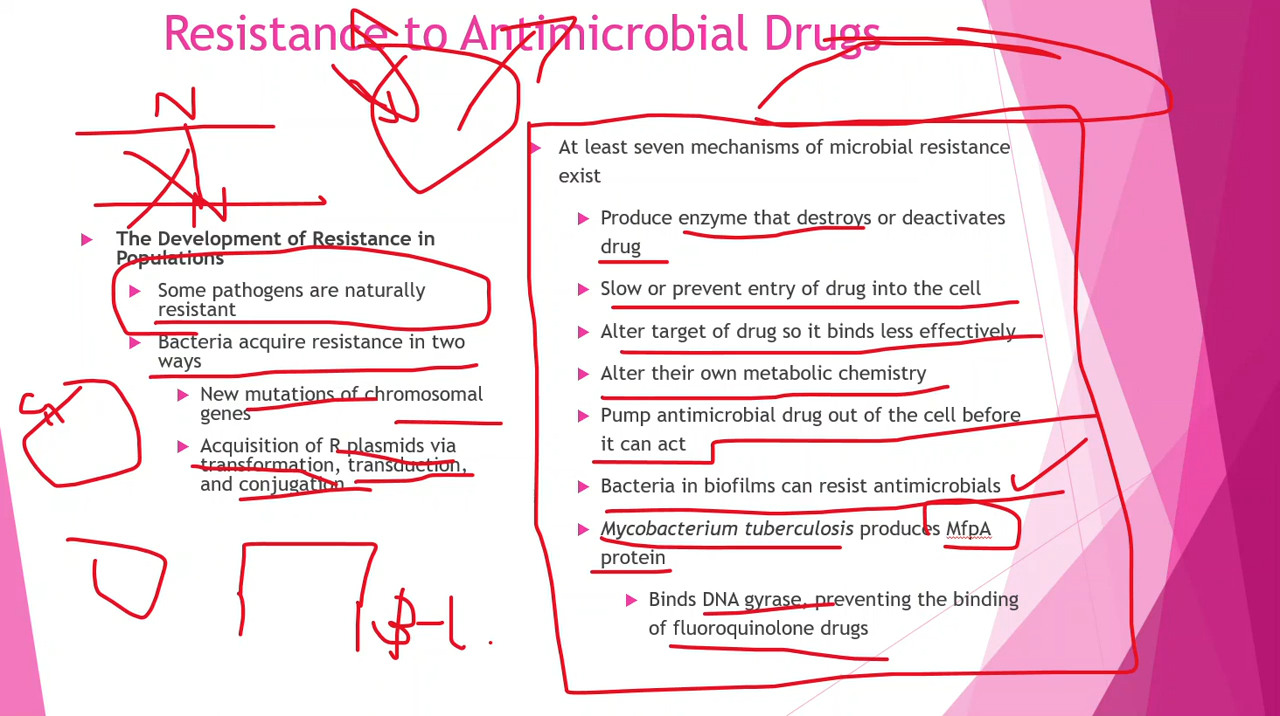 Resistance to Antimicrobial Drugs
N
N
The Development of Resistance in
Populations
Some pathogens are naturally
resistant
Bacteria acquire resistance in two
ways
New mutations of chromosomal
genes
Acquisition of R plasmids via
transformation, transduction,
and conjugation
At least seven mechanisms of microbial resistance
exist
Produce enzyme that destroys or deactivates
drug
Slow or prevent entry of drug into the cell
Alter target of drug so it binds less effectively
Alter their own metabolic chemistry
Pump antimicrobial drug out of the cell before
it can act
Bacteria in biofilms can resist antimicrobials
Mycobacterium tuberculosis produces MfpA
protein
Binds DNA gyrase, preventing the binding
of fluoroquinolone drugs